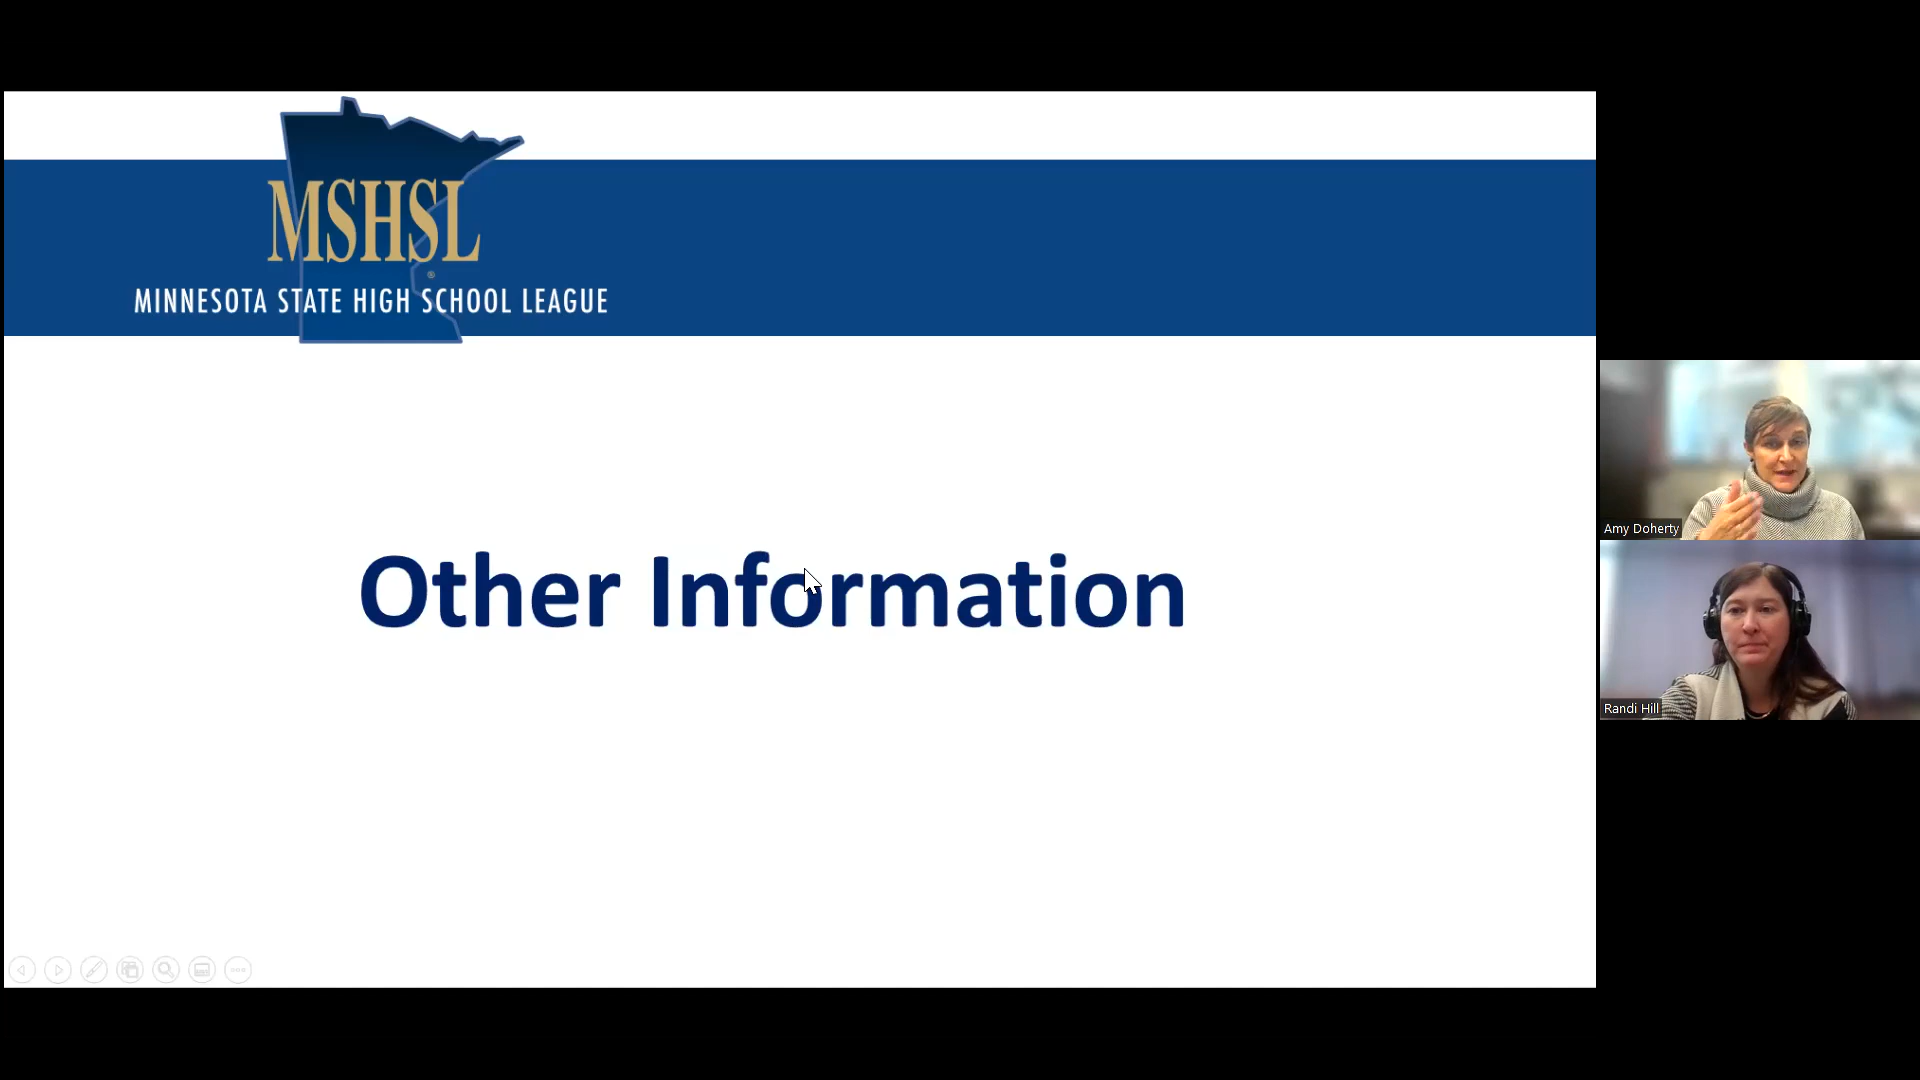 MSHSL
®
MINNESOTA STATE HIGH SCHOOL LEAGUE
Other Information
Amy Doherty
Randi Hill